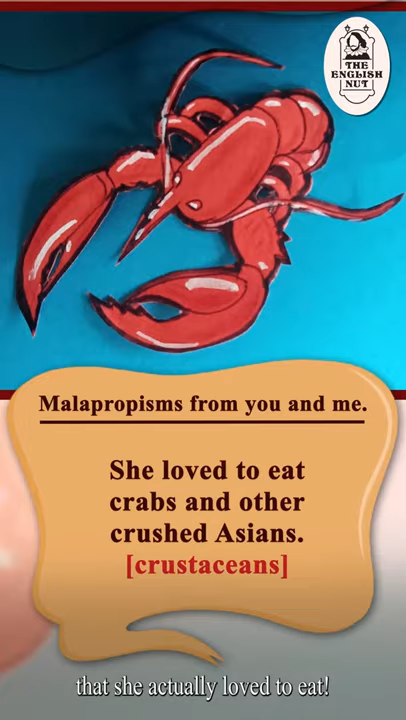 THE
ENGLISH
NUT
Malapropisms from you and me.
She loved to eat
crabs and other
crushed Asians.
[crustaceans]
that she actually loved to eat!